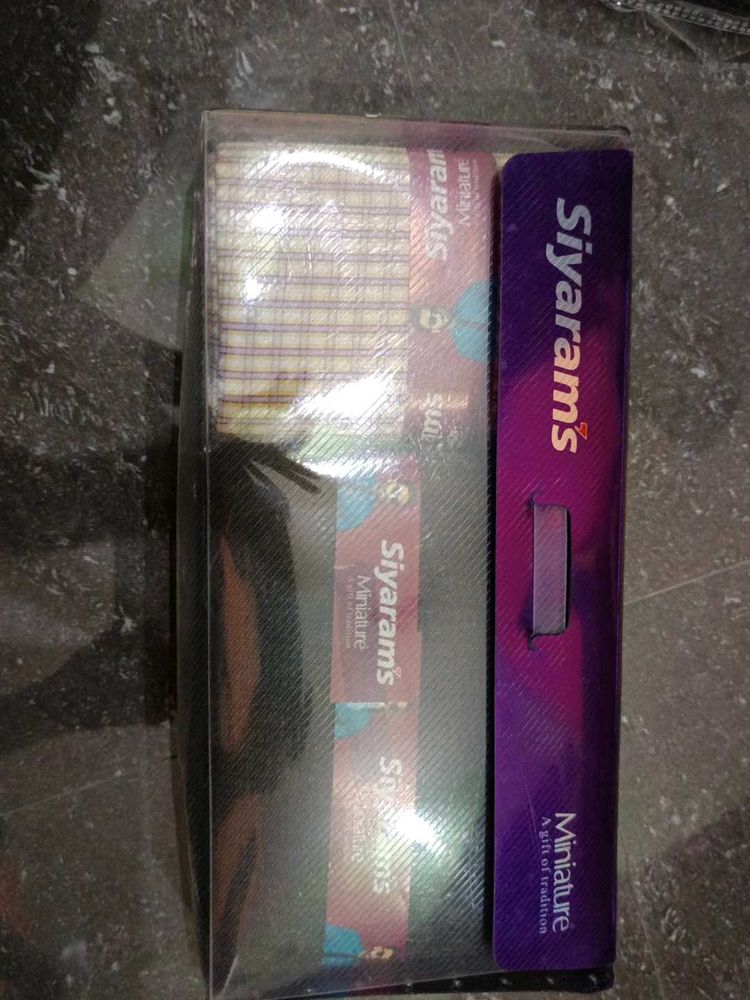 Siyaram's
Miniature
A gift of tradition
Siyaram
Miniature
Siyaram's
Miniature
A gift of tradition